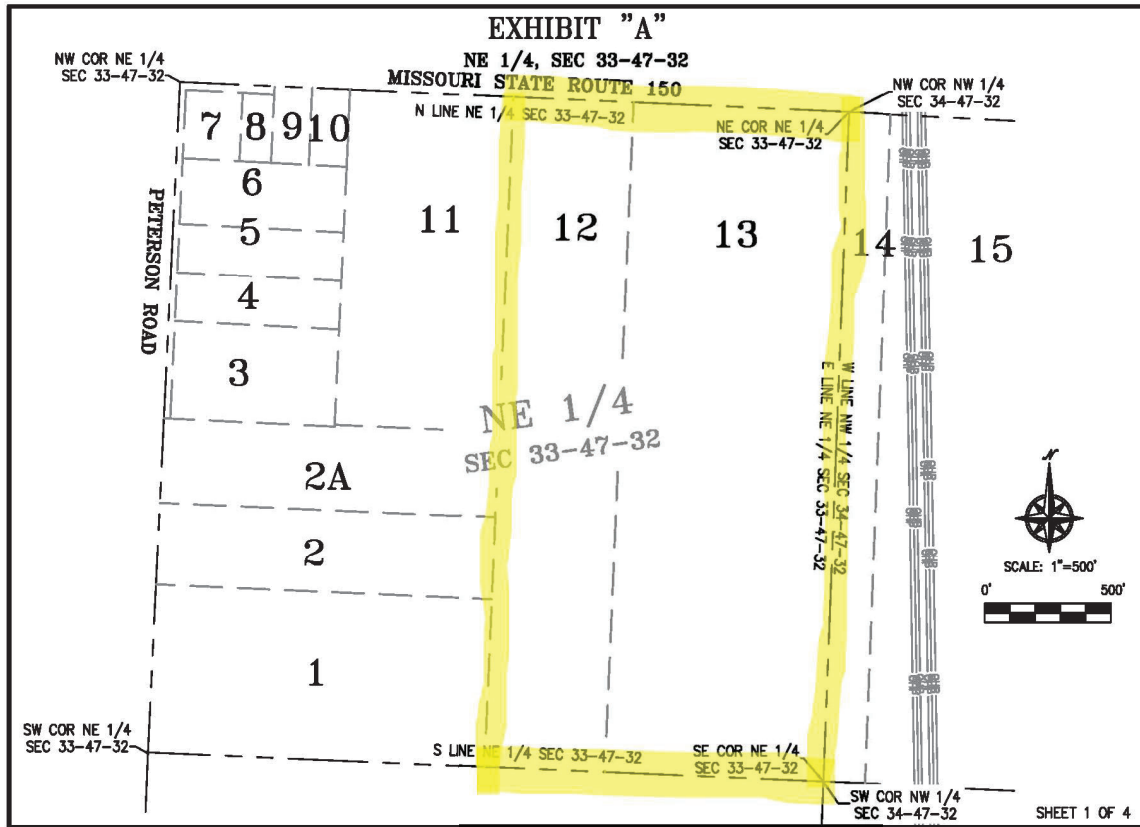 EXHIBIT "A"
NE 1/4, SEC 33-47-32
MISSOURI STATE ROUTE 150
NW COR NE 1/4
SEC 33-47-32
N LINE NE 1/4 SEC 33-47-32
NE COR NE 1/4
SEC 33-47-32
NW COR NW 1/4
SEC 34-47-32
7
8
9
10
6
5
4
3
11
12
13
14
15
PETERSON ROAD
NE 1/4
SEC 33-47-32
W LINE NW 1/4 SEC 34-47-32
E LINE NE 1/4 SEC 33-47-32
2A
2
1
N
SCALE: 1"=500'
0' 500'
SW COR NE 1/4
SEC 33-47-32
S LINE NE 1/4 SEC 33-47-32
SE COR NE 1/4
SEC 33-47-32
SW COR NW 1/4
SEC 34-47-32
SHEET 1 OF 4